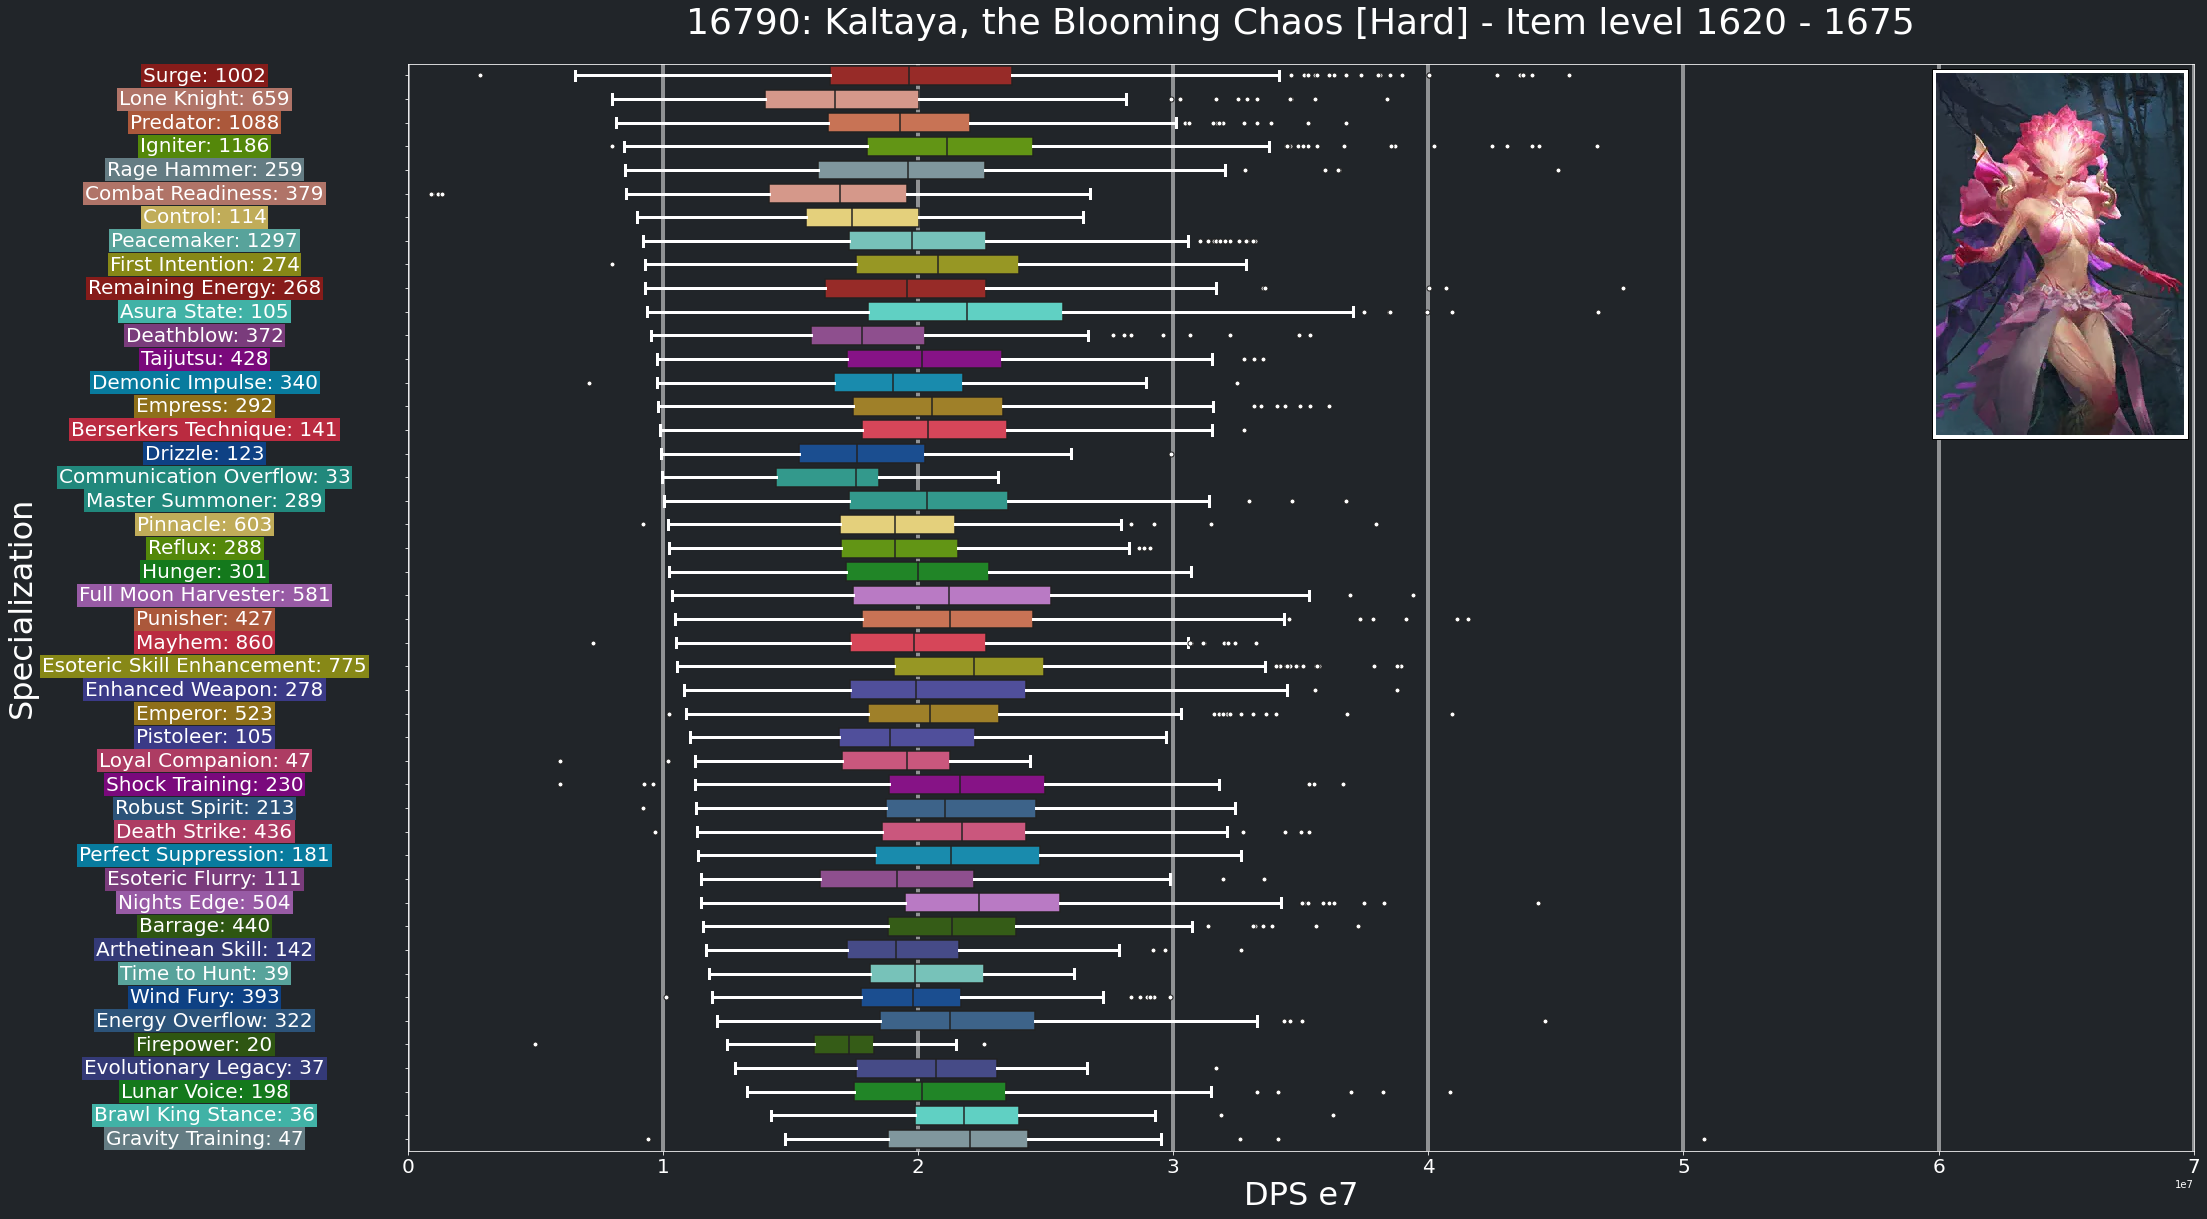 16790: Kaltaya, the Blooming Chaos [Hard] - Item level 1620 - 1675
Specialization
Surge: 1002
Lone Knight: 659
Predator: 1088
Igniter: 1186
Rage Hammer: 259
Combat Readiness: 379
Control: 114
Peacemaker: 1297
First Intention: 274
Remaining Energy: 268
Asura State: 105
Deathblow: 372
Taijutsu: 428
Demonic Impulse: 340
Empress: 292
Berserkers Technique: 141
Drizzle: 123
Communication Overflow: 33
Master Summoner: 289
Pinnacle: 603
Reflux: 288
Hunger: 301
Full Moon Harvester: 581
Punisher: 427
Mayhem: 860
Esoteric Skill Enhancement: 775
Enhanced Weapon: 278
Emperor: 523
Pistoleer: 105
Loyal Companion: 47
Shock Training: 230
Robust Spirit: 213
Death Strike: 436
Perfect Suppression: 181
Esoteric Flurry: 111
Nights Edge: 504
Barrage: 440
Arthetinean Skill: 142
Time to Hunt: 39
Wind Fury: 393
Energy Overflow: 322
Firepower: 20
Evolutionary Legacy: 37
Lunar Voice: 198
Brawl King Stance: 36
Gravity Training: 47
0 1 2 3 4 5 6 7
1e7
DPS e7